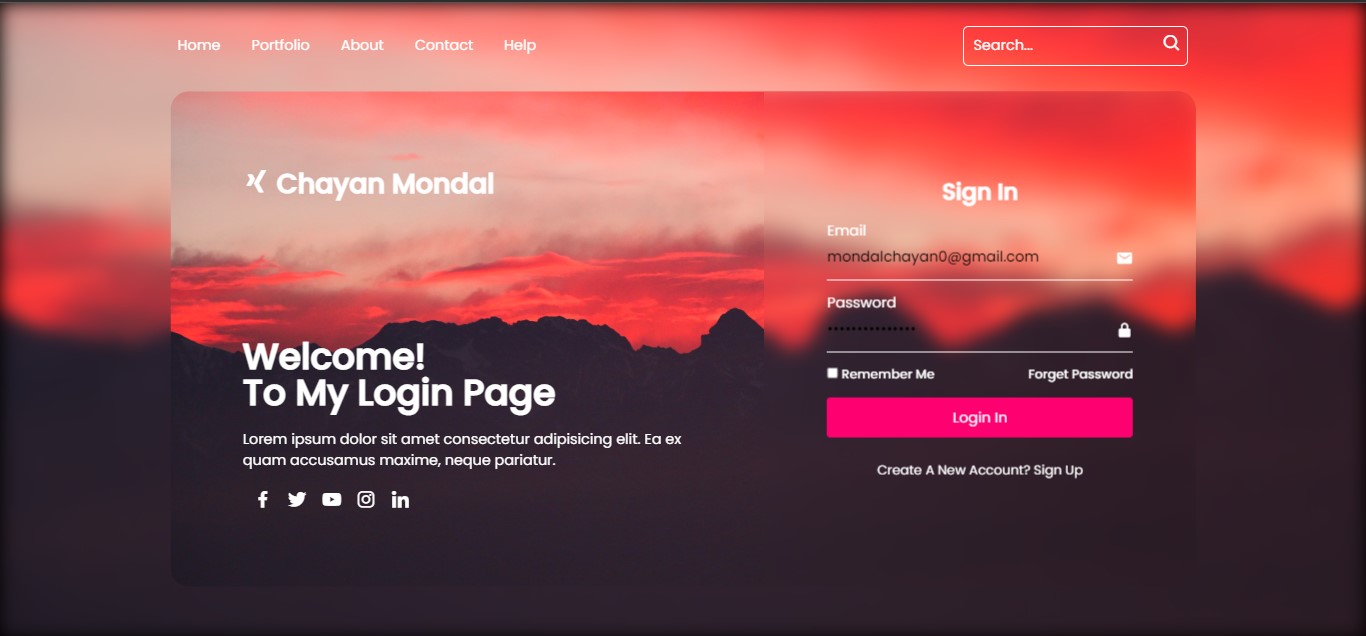 Home Portfolio About Contact Help Search...
Chayan Mondal
Welcome!
To My Login Page
Lorem ipsum dolor sit amet consectetur adipisicing elit. Ea ex
quam accusamus maxime, neque pariatur.
Sign In
Email
mondalchayan0@gmail.com
Password
Remember Me Forget Password
Login In
Create A New Account? Sign Up